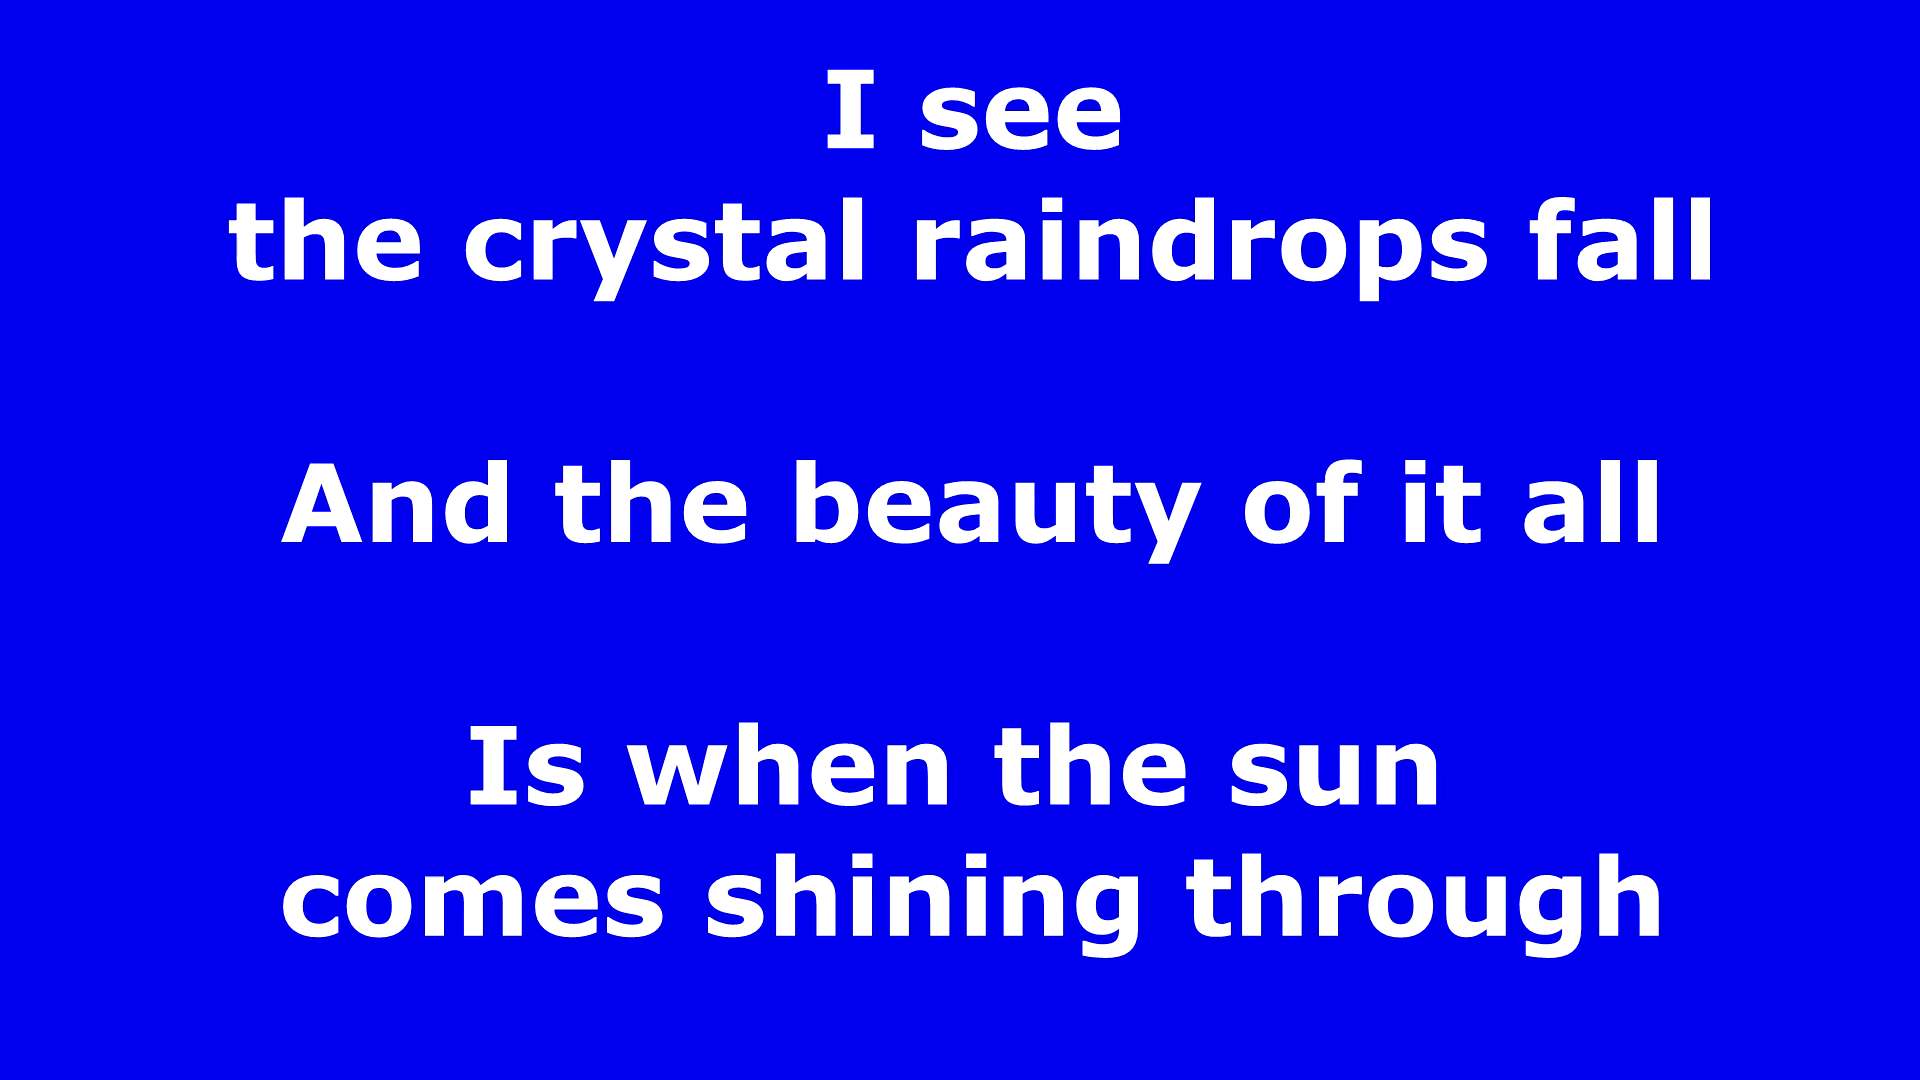 I see
the crystal raindrops fall
And the beauty of it all
Is when the sun
comes shining through